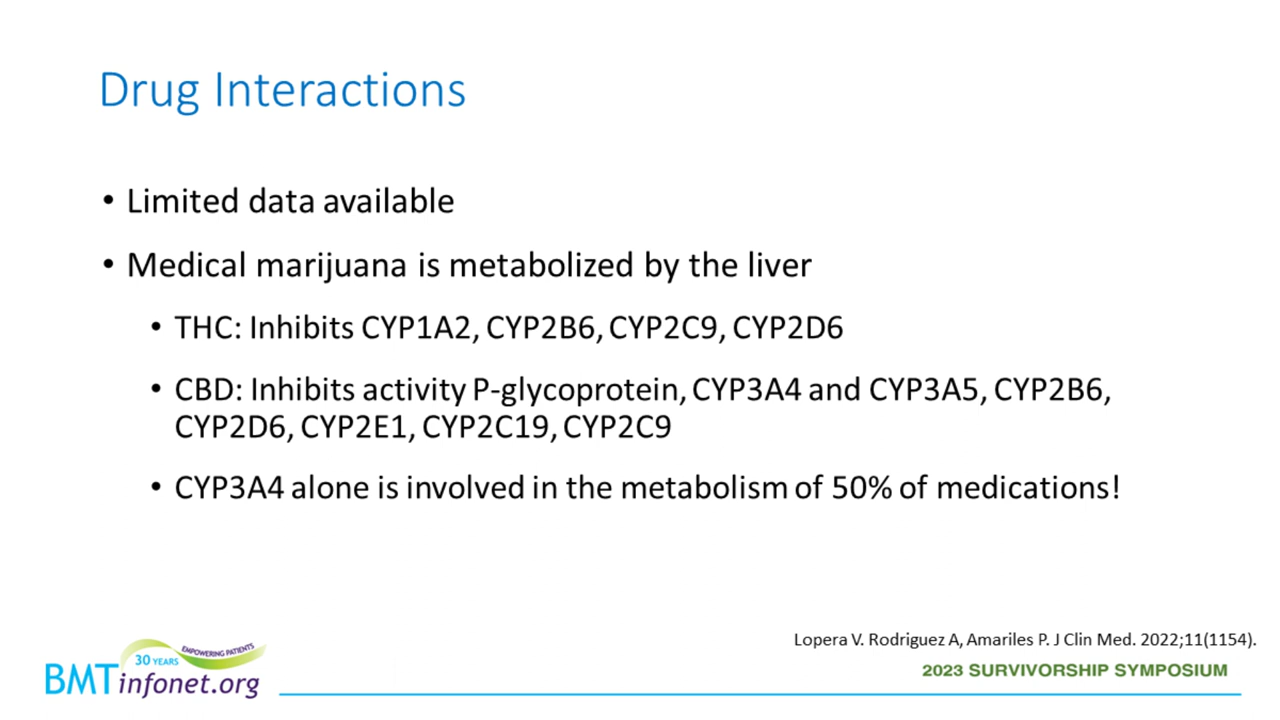 Drug Interactions
• Limited data available
• Medical marijuana is metabolized by the liver
• THC: Inhibits CYP1A2, CYP2B6, CYP2C9, CYP2D6
• CBD: Inhibits activity P-glycoprotein, CYP3A4 and CYP3A5, CYP2B6,
CYP2D6, CYP2E1, CYP2C19, CYP2C9
• CYP3A4 alone is involved in the metabolism of 50% of medications!
Lopera V. Rodriguez A, Amariles P. J Clin Med. 2022;11(1154).
30 YEARS EMPOWERING PATIENTS
BMTinfonet.org
2023 SURVIVORSHIP SYMPOSIUM